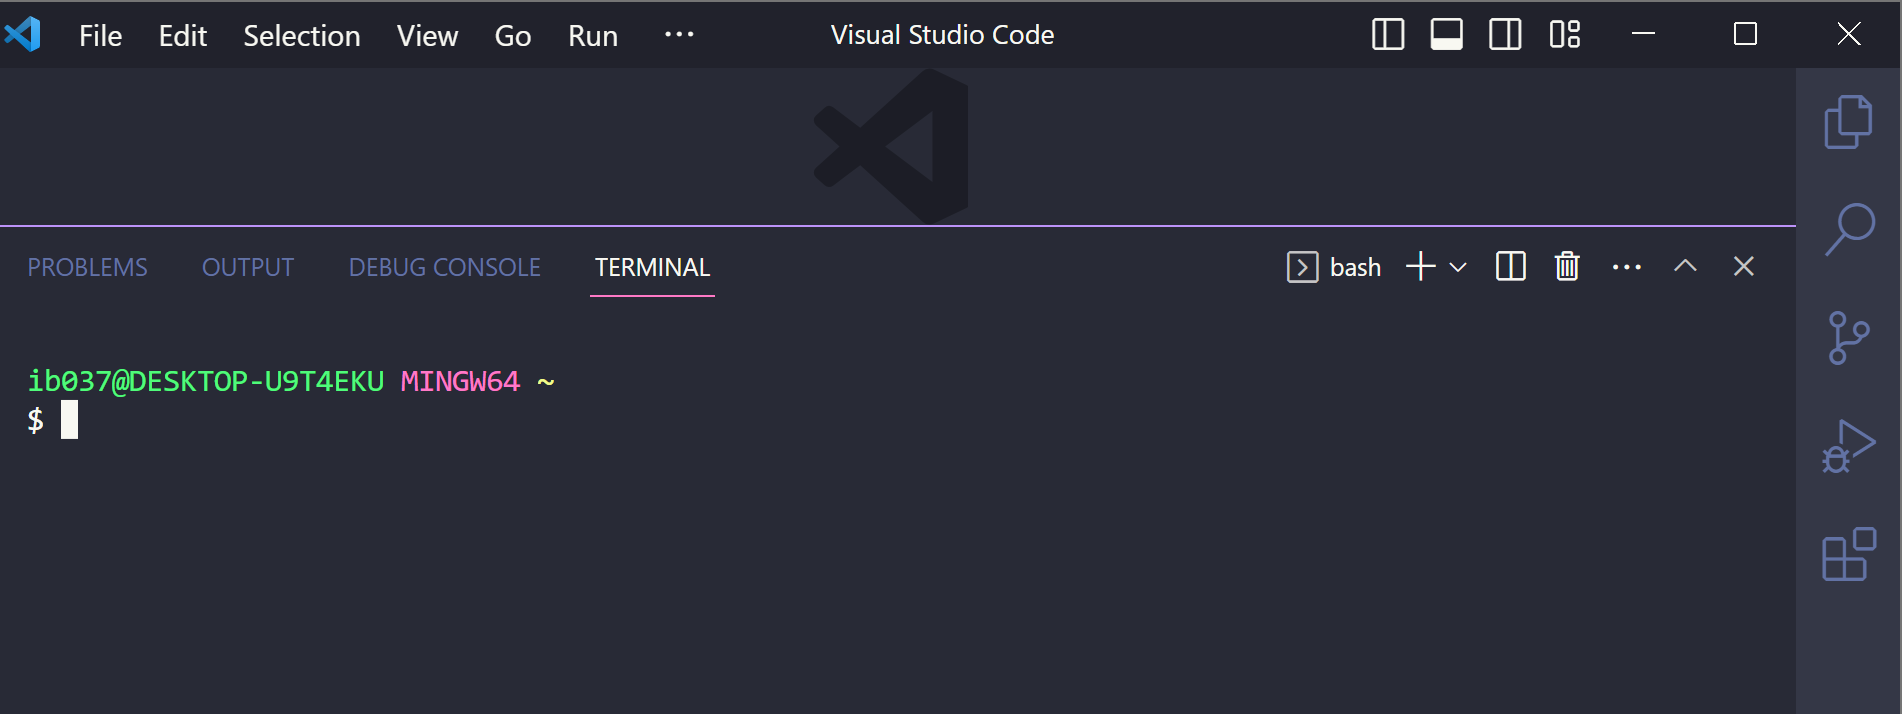 File Edit Selection View Go Run ··· Visual Studio Code
PROBLEMS OUTPUT DEBUG CONSOLE TERMINAL bash
ib037@DESKTOP-U9T4EKU MINGW64 ~
$